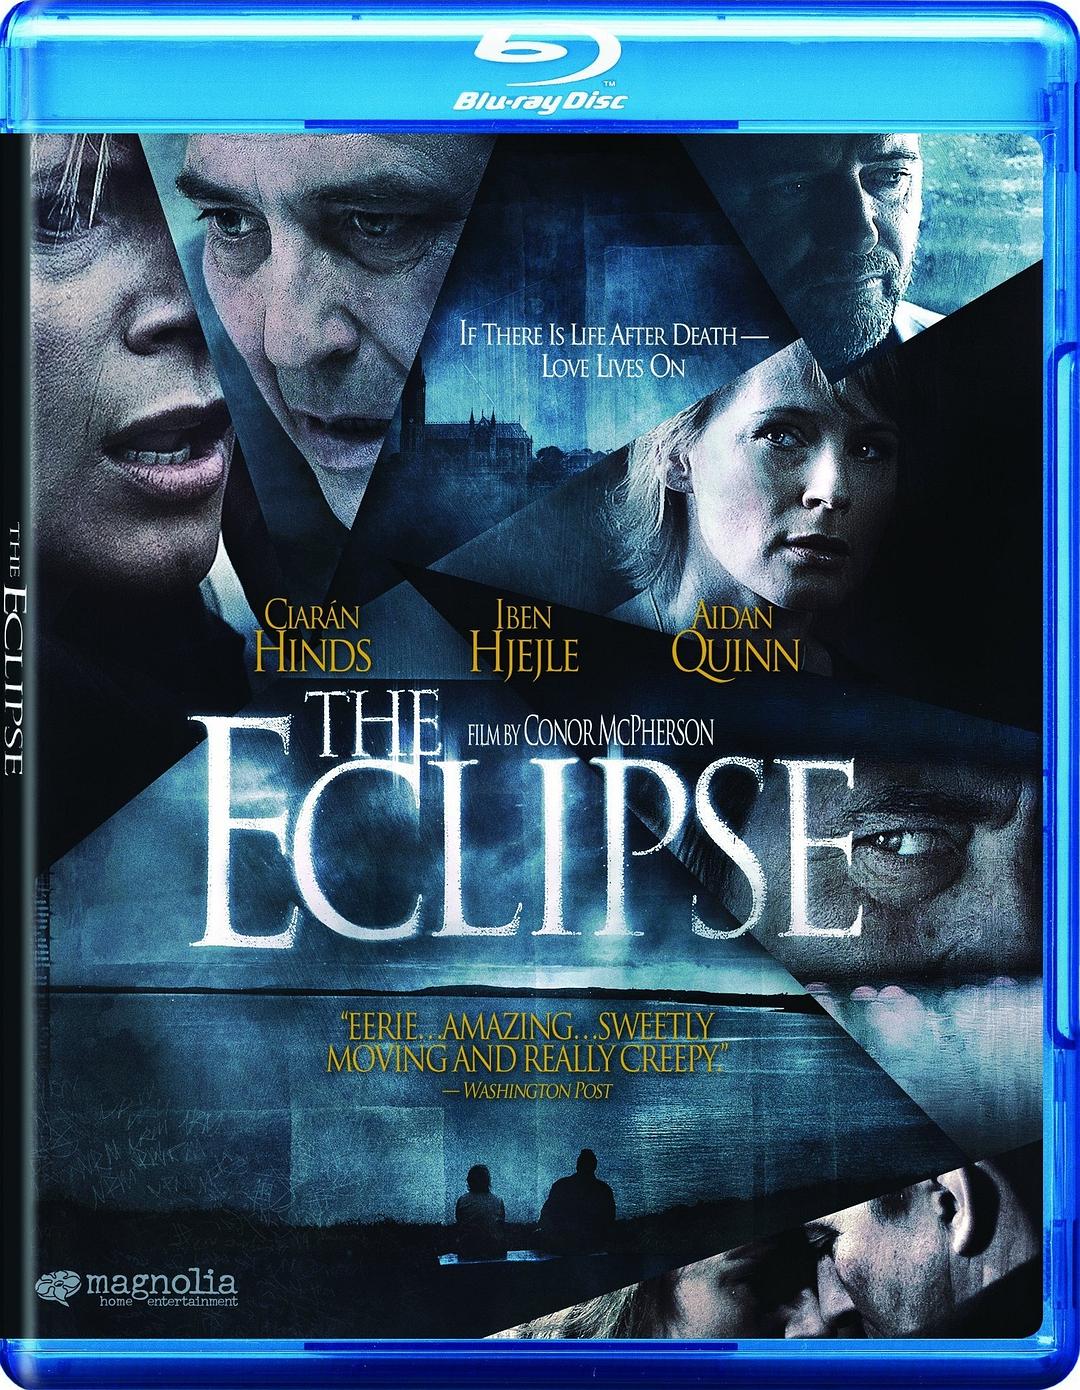 Blu-ray Disc™
IF THERE IS LIFE AFTER DEATH —
LOVE LIVES ON
CIARÁN
HINDS
IBEN
HJEJLE
AIDAN
QUINN
THE
FILM BY CONOR MCPHERSON
ECLIPSE
“EERIE...AMAZING...SWEETLY
MOVING AND REALLY CREEPY.”
— WASHINGTON POST
magnolia
home entertainment
THE ECLIPSE